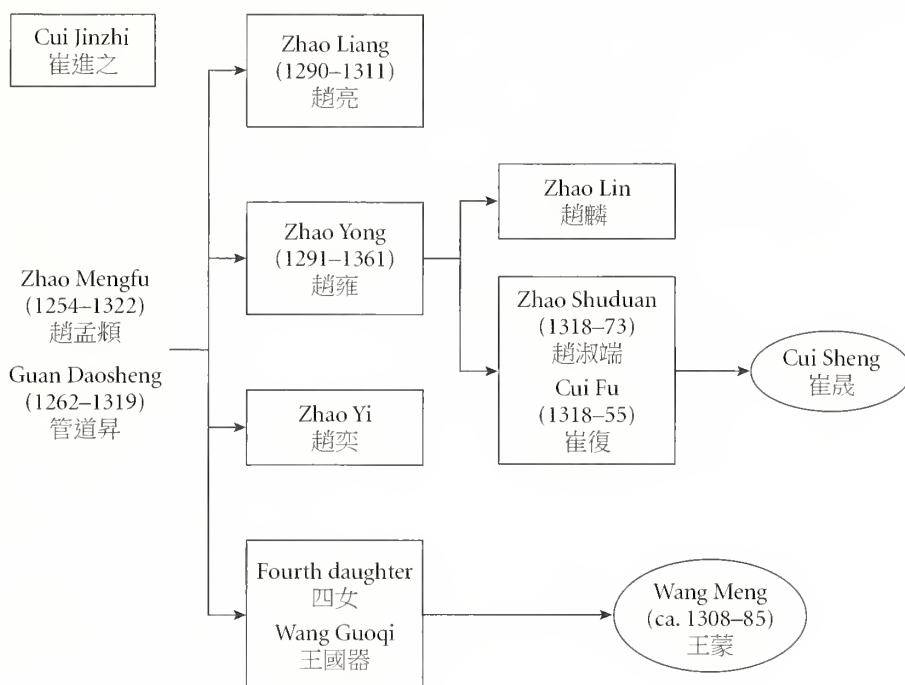 Cui Jinzhi
崔進之
Zhao Liang
(1290–1311)
趙亮
Zhao Lin
趙麟
Zhao Yong
(1291–1361)
趙雍
Zhao Mengfu
(1254–1322)
趙孟頫
Guan Daosheng
(1262–1319)
管道昇
Zhao Shuduan
(1318–73)
趙淑端
Cui Fu
(1318–55)
崔復
Cui Sheng
崔晟
Zhao Yi
趙奕
Fourth daughter
四女
Wang Guoqi
王國器
Wang Meng
(ca. 1308–85)
王蒙